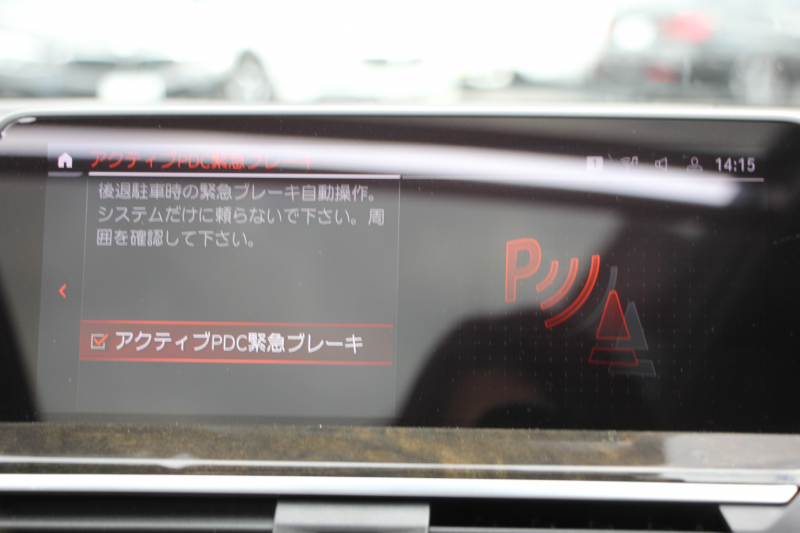 アクティブPDC緊急ブレーキ
1
14:15
後退駐車時の緊急ブレーキ自動操作。
システムだけに頼らないで下さい。周
囲を確認して下さい。
P
アクティブPDC緊急ブレーキ